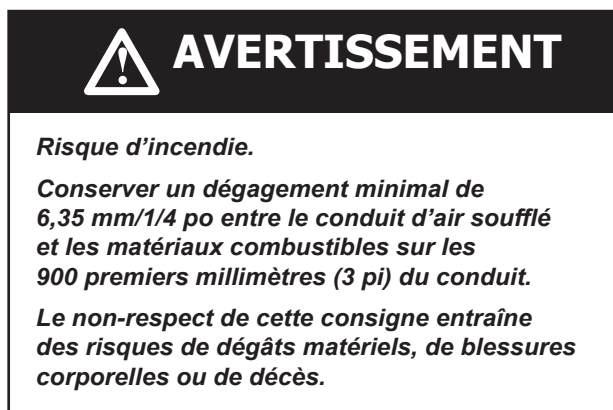 AVERTISSEMENT
Risque d’incendie.
Conserver un dégagement minimal de
6,35 mm/1/4 po entre le conduit d’air soufflé
et les matériaux combustibles sur les
900 premiers millimètres (3 pi) du conduit.
Le non-respect de cette consigne entraîne
des risques de dégâts matériels, de blessures
corporelles ou de décès.